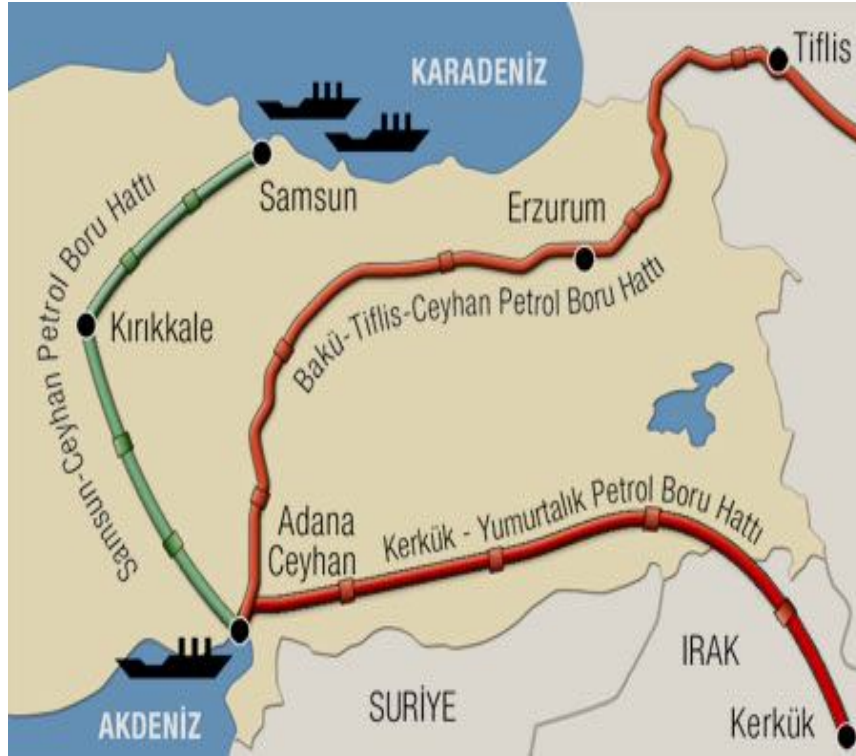 KARADENİZ
Tiflis
Samsun
Erzurum
Samsun-Ceyhan Petrol Boru Hattı
Kırıkkale
Bakü-Tiflis-Ceyhan Petrol Boru Hattı
Adana
Ceyhan
Kerkük - Yumurtalık Petrol Boru Hattı
AKDENİZ
SURİYE
IRAK
Kerkük